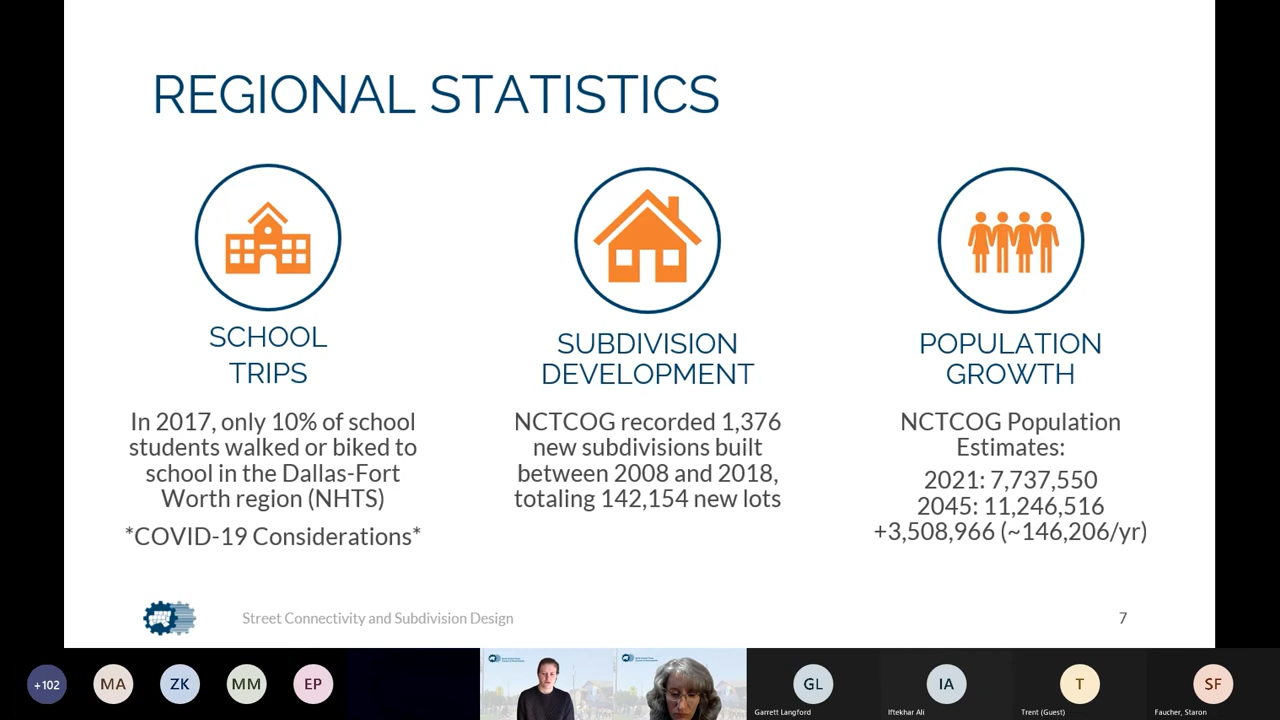 REGIONAL STATISTICS
SCHOOL
TRIPS
In 2017, only 10% of school
students walked or biked to
school in the Dallas-Fort
Worth region (NHTS)
*COVID-19 Considerations*
SUBDIVISION
DEVELOPMENT
NCTCOG recorded 1,376
new subdivisions built
between 2008 and 2018,
totaling 142,154 new lots
POPULATION
GROWTH
NCTCOG Population
Estimates:
2021: 7,737,550
2045: 11,246,516
+3,508,966 (~146,206/yr)
Street Connectivity and Subdivision Design
7
+102
MA
ZK
MM
EP
GL
Garrett Langford
IA
Iftekhar Ali
T
Trent (Guest)
SF
Faucher, Staron